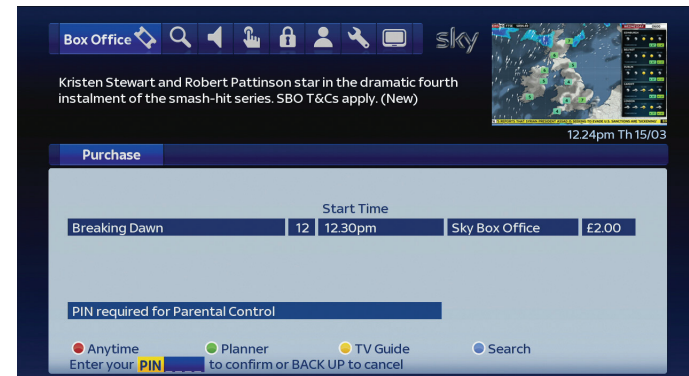 Box Office
sky
Kristen Stewart and Robert Pattinson star in the dramatic fourth
instalment of the smash-hit series. SBO T&Cs apply. (New)
12.24pm Th 15/03
Purchase
Start Time
Breaking Dawn 12 12.30pm Sky Box Office £2.00
PIN required for Parental Control
Anytime Planner TV Guide Search
Enter your PIN to confirm or BACK UP to cancel